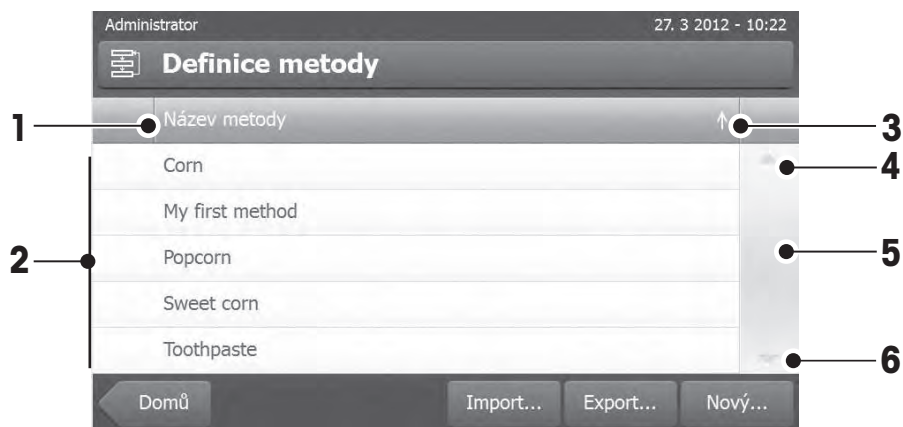 Administrator 27. 3 2012 - 10:22
Definice metody
1 Název metody 3
Corn 4
My first method
2 Popcorn 5
Sweet corn
Toothpaste 6
Domů Import... Export... Nový...